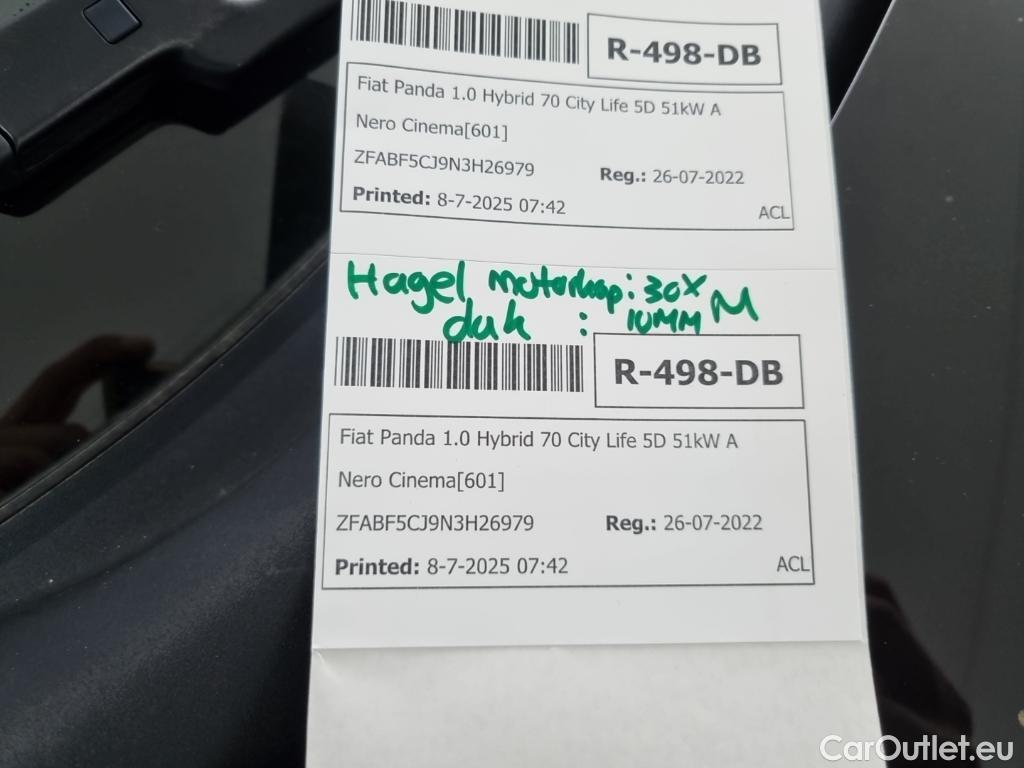 R-498-DB
Fiat Panda 1.0 Hybrid 70 City Life 5D 51kW A
Nero Cinema[601]
ZFABF5CJ9N3H26979 Reg.: 26-07-2022
Printed: 8-7-2025 07:42 ACL
Hagel motorkap: 30X M
dak : 10MM
R-498-DB
Fiat Panda 1.0 Hybrid 70 City Life 5D 51kW A
Nero Cinema[601]
ZFABF5CJ9N3H26979 Reg.: 26-07-2022
Printed: 8-7-2025 07:42 ACL
CarOutlet.eu